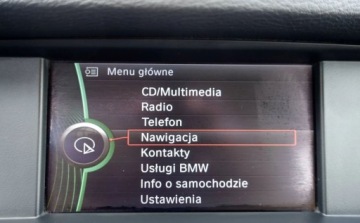 Menu główne
CD/Multimedia
Radio
Telefon
Nawigacja
Kontakty
Usługi BMW
Info o samochodzie
Ustawienia